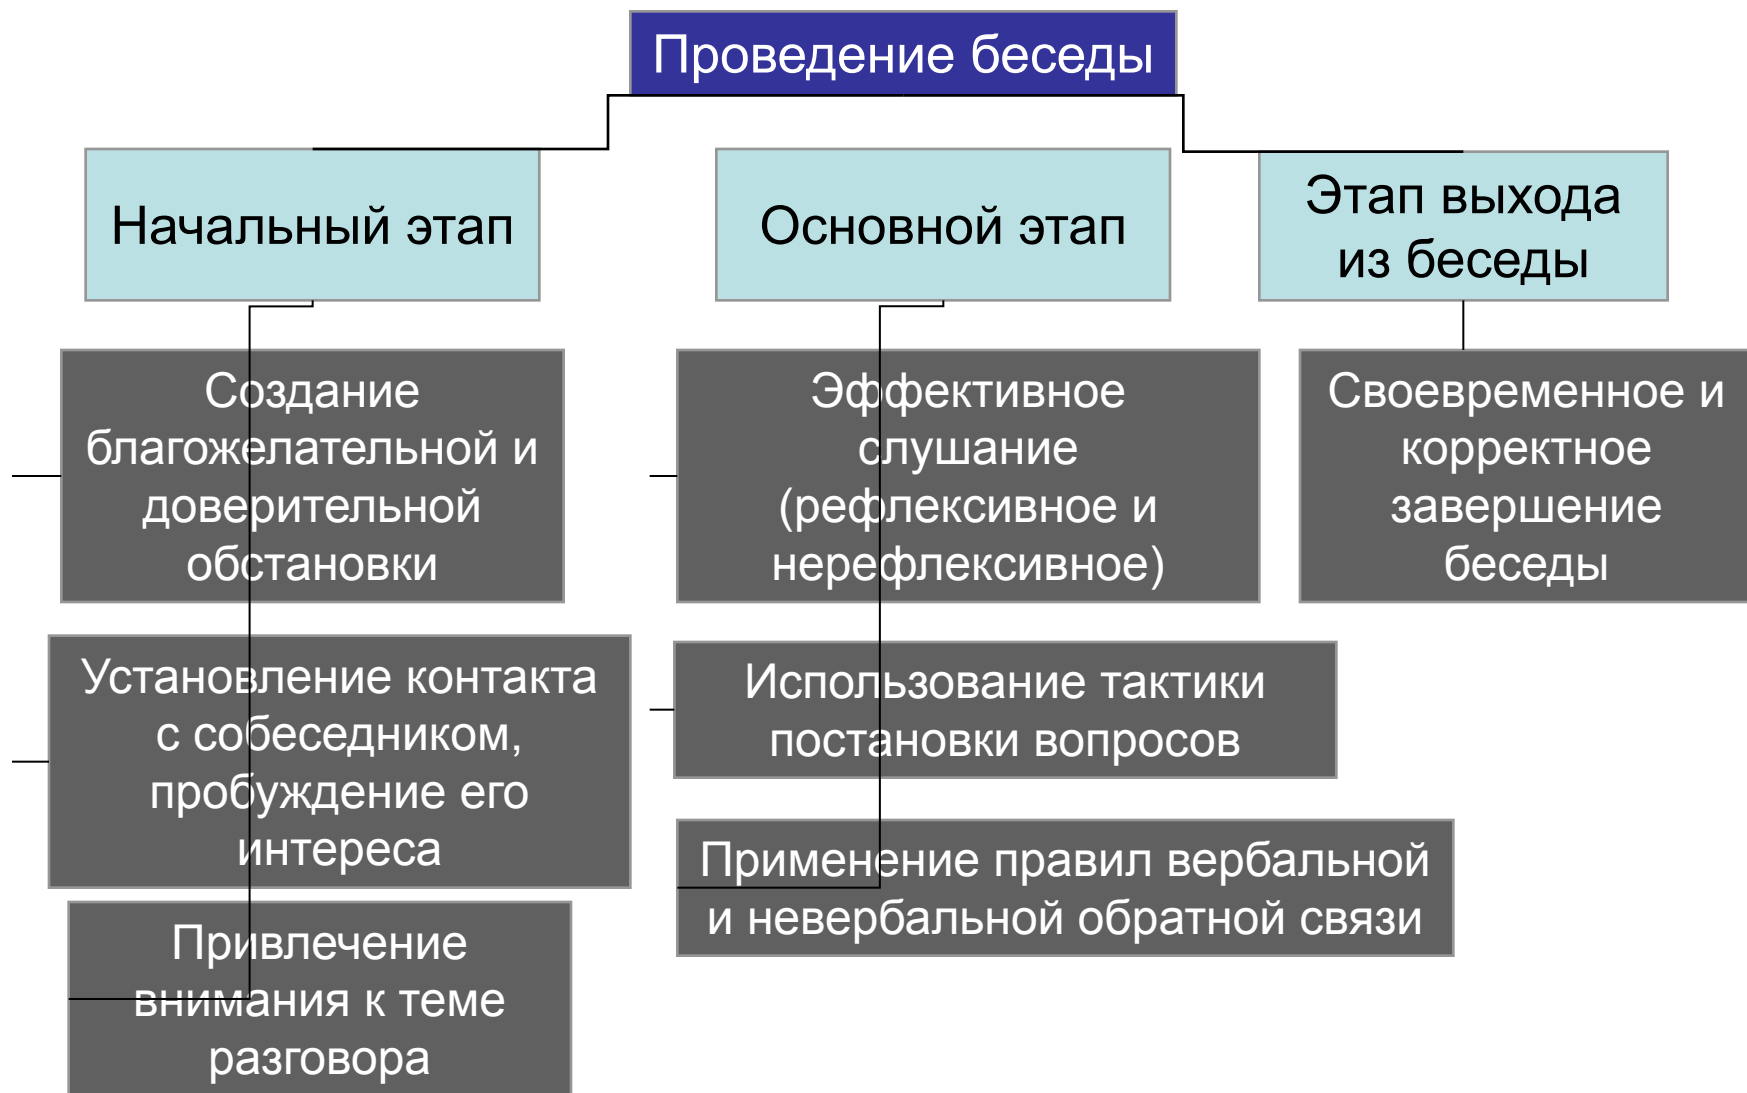 Проведение беседы
Начальный этап
Основной этап
Этап выхода
из беседы
Создание
благожелательной и
доверительной
обстановки
Установление контакта
с собеседником,
пробуждение его
интереса
Привлечение
внимания к теме
разговора
Эффективное
слушание
(рефлексивное и
нерефлексивное)
Использование тактики
постановки вопросов
Применение правил вербальной
и невербальной обратной связи
Своевременное и
корректное
завершение
беседы